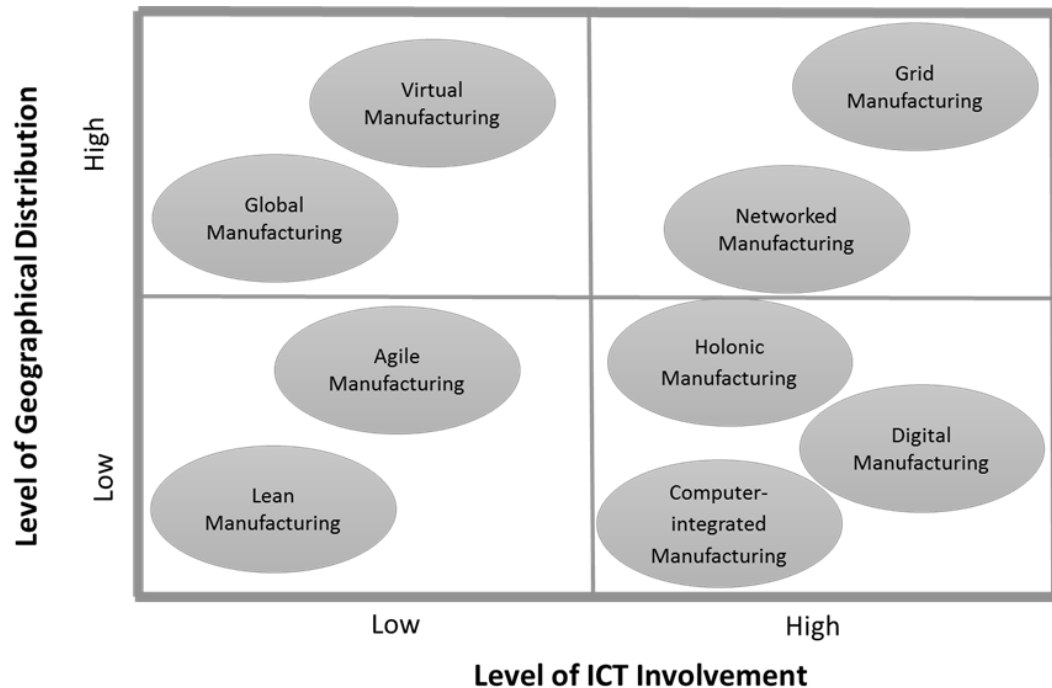 Level of Geographical Distribution
High
Low
Virtual
Manufacturing
Global
Manufacturing
Grid
Manufacturing
Networked
Manufacturing
Agile
Manufacturing
Lean
Manufacturing
Holonic
Manufacturing
Digital
Manufacturing
Computer-
integrated
Manufacturing
Low
High
Level of ICT Involvement